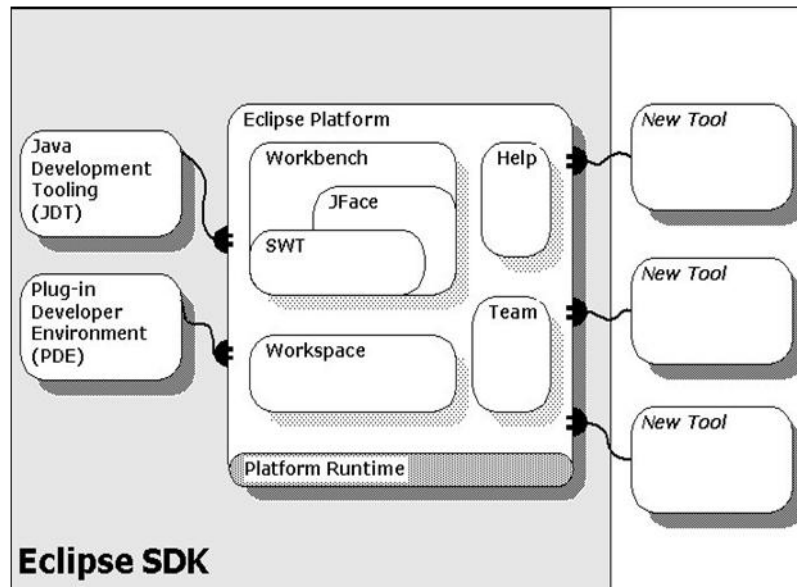 Java
Development
Tooling
(JDT)
Plug-in
Developer
Environment
(PDE)
Eclipse Platform
Workbench
JFace
SWT
Workspace
Help
Team
Platform Runtime
New Tool
New Tool
New Tool
Eclipse SDK